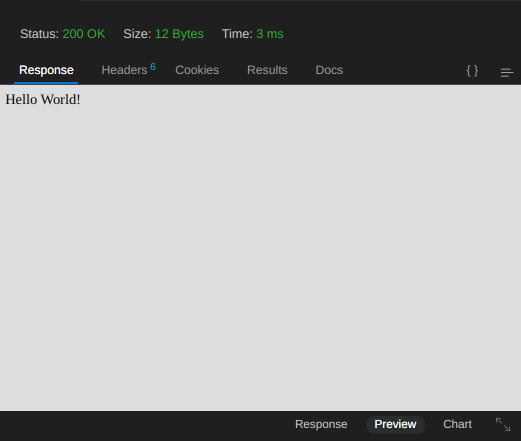 Status: 200 OK Size: 12 Bytes Time: 3 ms
Response Headers 6 Cookies Results Docs { }
Hello World!
Response Preview Chart